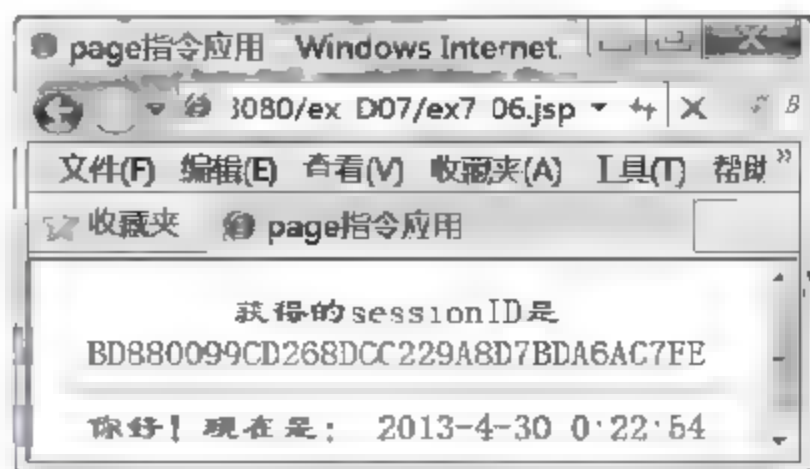 page指令应用 Windows Internet
3080/ex D07/ex7 06.jsp
文件(F) 编辑(E) 查看(V) 收藏夹(A) 工具(T) 帮助 »
收藏夹 page指令应用
获得的sessionID是
BD880099CD268DCC229A8D7BDA6AC7FE
你好! 现在是: 2013-4-30 0:22:54